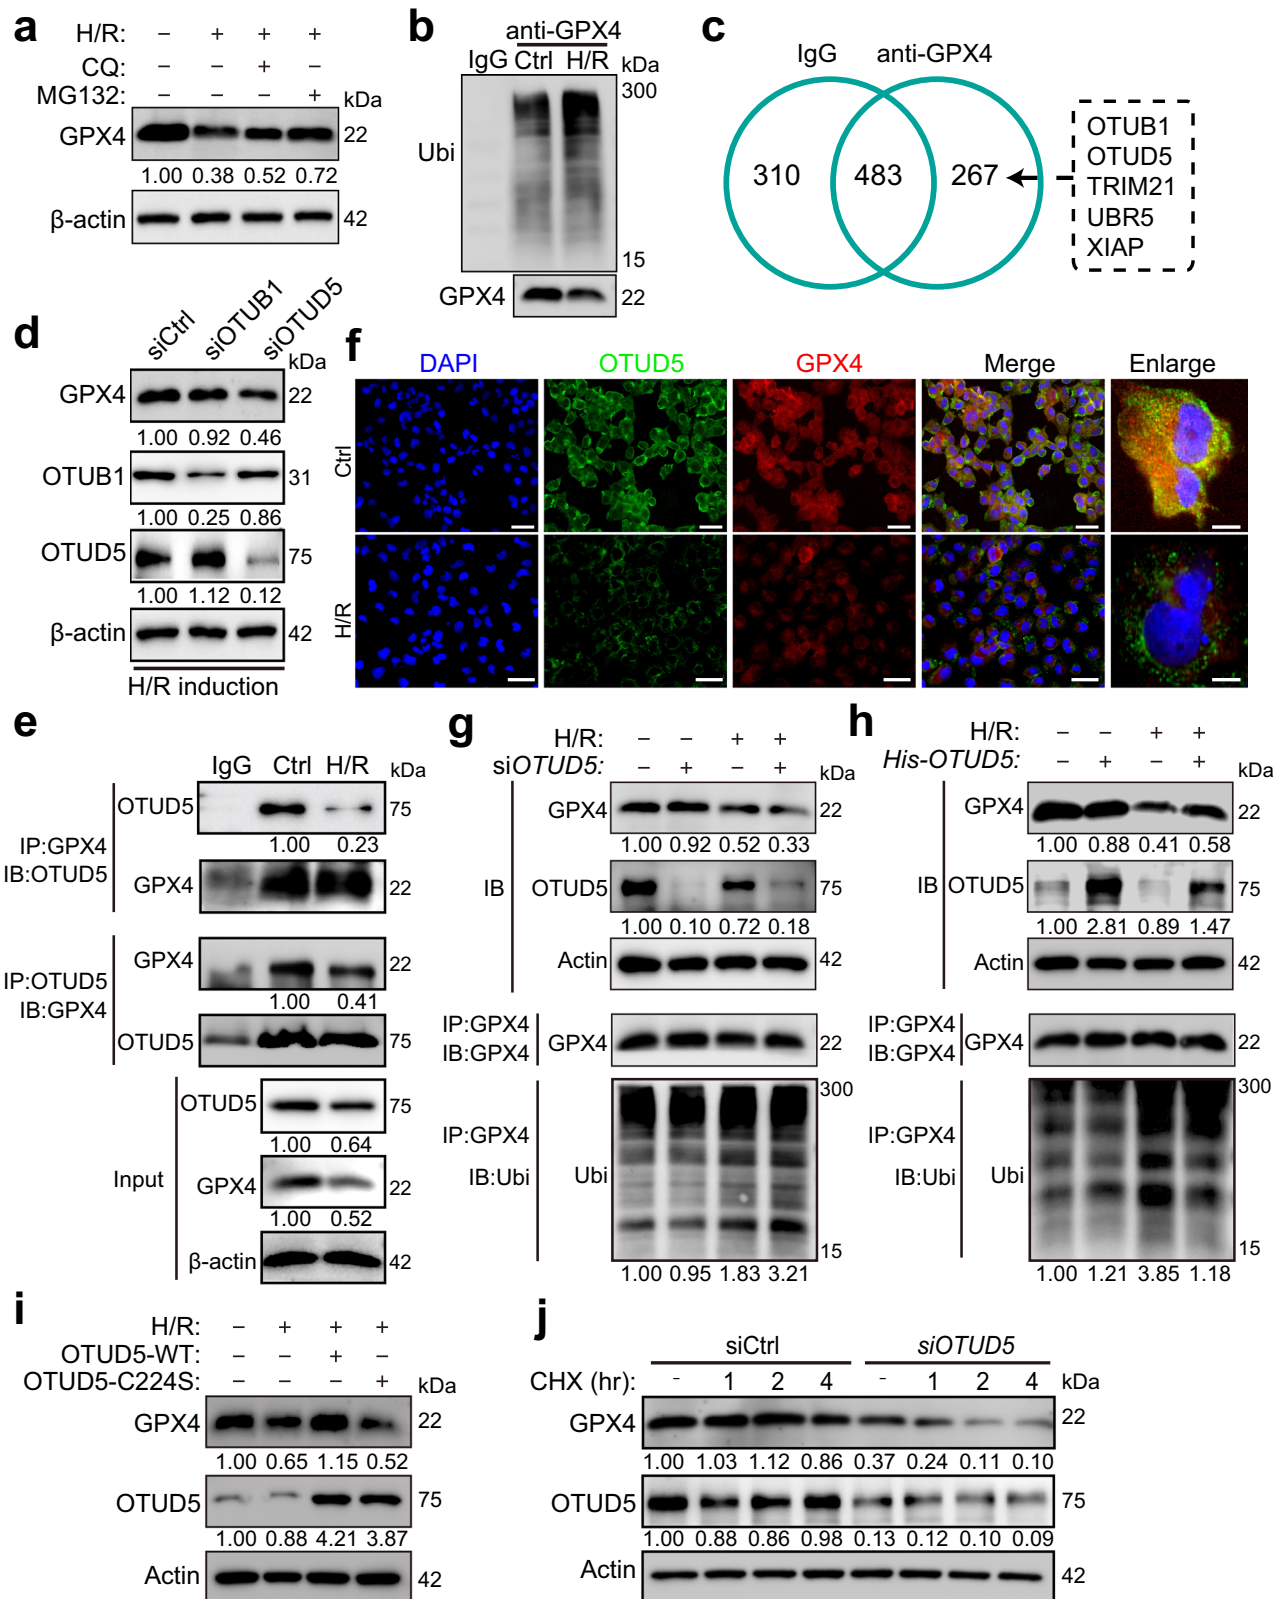 a
H/R: – + + +
CQ: – – + –
MG132: – – – + kDa
GPX4 22
1.00 0.38 0.52 0.72
β-actin 42
b
anti-GPX4
IgG Ctrl H/R kDa
300
Ubi
15
GPX4 22
c
IgG anti-GPX4
310 483 267
OTUB1
OTUD5
TRIM21
UBR5
XIAP
d
siCtrl siOTUB1 siOTUD5
kDa
GPX4 22
1.00 0.92 0.46
OTUB1 31
1.00 0.25 0.86
OTUD5 75
1.00 1.12 0.12
β-actin 42
H/R induction
f
DAPI OTUD5 GPX4 Merge Enlarge
Ctrl
H/R
e
IgG Ctrl H/R kDa
OTUD5 75
1.00 0.23
IP:GPX4
IB:OTUD5
GPX4 22
GPX4 22
IP:OTUD5
IB:GPX4
1.00 0.41
OTUD5 75
Input
OTUD5 75
1.00 0.64
GPX4 22
1.00 0.52
β-actin 42
g
H/R: – – + +
siOTUD5: – + – + kDa
IB
GPX4 22
1.00 0.92 0.52 0.33
OTUD5 75
1.00 0.10 0.72 0.18
Actin 42
IP:GPX4
IB:GPX4
GPX4 22
300
IP:GPX4
IB:Ubi
Ubi
15
1.00 0.95 1.83 3.21
h
H/R: – – + +
His-OTUD5: – + – + kDa
IB
GPX4 22
1.00 0.88 0.41 0.58
OTUD5 75
1.00 2.81 0.89 1.47
Actin 42
IP:GPX4
IB:GPX4
GPX4 22
300
IP:GPX4
IB:Ubi
Ubi
15
1.00 1.21 3.85 1.18
i
H/R: – + + +
OTUD5-WT: – – + –
OTUD5-C224S: – – – + kDa
GPX4 22
1.00 0.65 1.15 0.52
OTUD5 75
1.00 0.88 4.21 3.87
Actin 42
j
siCtrl siOTUD5
CHX (hr): - 1 2 4 - 1 2 4 kDa
GPX4 22
1.00 1.03 1.12 0.86 0.37 0.24 0.11 0.10
OTUD5 75
1.00 0.88 0.86 0.98 0.13 0.12 0.10 0.09
Actin 42